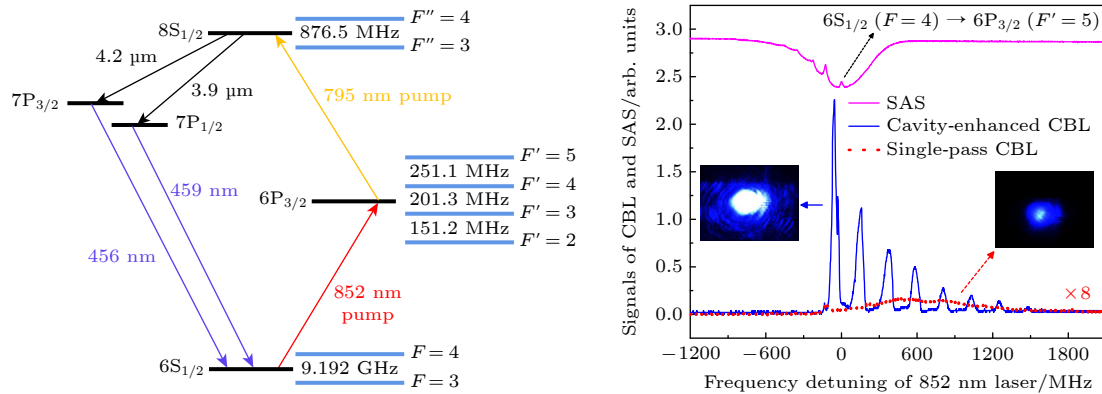 F″ = 4
8S1/2
876.5 MHz
F″ = 3
4.2 μm
3.9 μm
7P3/2
7P1/2
795 nm pump
F′ = 5
251.1 MHz
F′ = 4
6P3/2
201.3 MHz
F′ = 3
151.2 MHz
F′ = 2
459 nm
456 nm
852 nm
pump
F = 4
6S1/2
9.192 GHz
F = 3
6S1/2 (F = 4) → 6P3/2 (F′ = 5)
Signals of CBL and SAS/arb. units
3.0
2.5
2.0
1.5
1.0
0.5
0.0
SAS
Cavity-enhanced CBL
Single-pass CBL
×8
−1200
−600
0
600
1200
1800
Frequency detuning of 852 nm laser/MHz